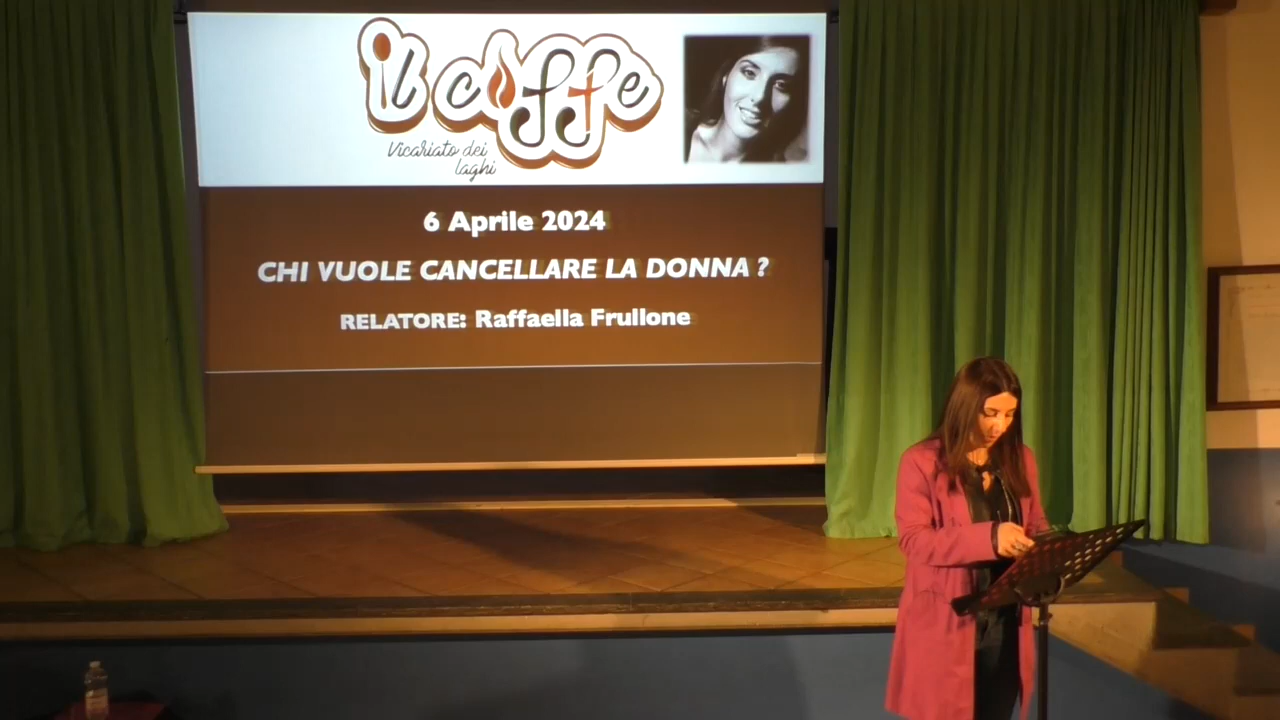 il caffe
Vicariato dei
laghi
6 Aprile 2024
CHI VUOLE CANCELLARE LA DONNA ?
RELATORE: Raffaella Frullone